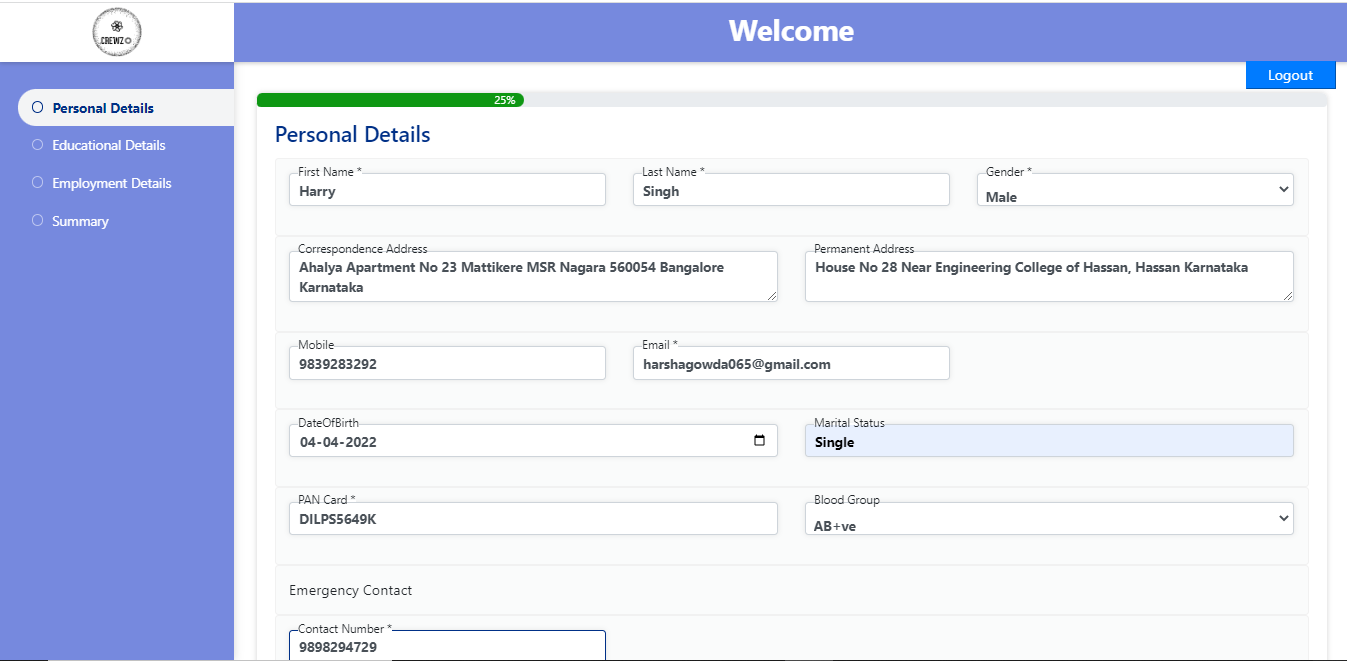 CREWZ
Welcome
Logout
Personal Details
Educational Details
Employment Details
Summary
25%
Personal Details
First Name *
Last Name *
Gender *
Harry
Singh
Male
Correspondence Address
Permanent Address
Ahalya Apartment No 23 Mattikere MSR Nagara 560054 Bangalore
Karnataka
House No 28 Near Engineering College of Hassan, Hassan Karnataka
Mobile
Email *
9839283292
harshagowda065@gmail.com
DateOfBirth
Marital Status
04-04-2022
Single
PAN Card *
Blood Group
DILPS5649K
AB+ve
Emergency Contact
Contact Number *
9898294729